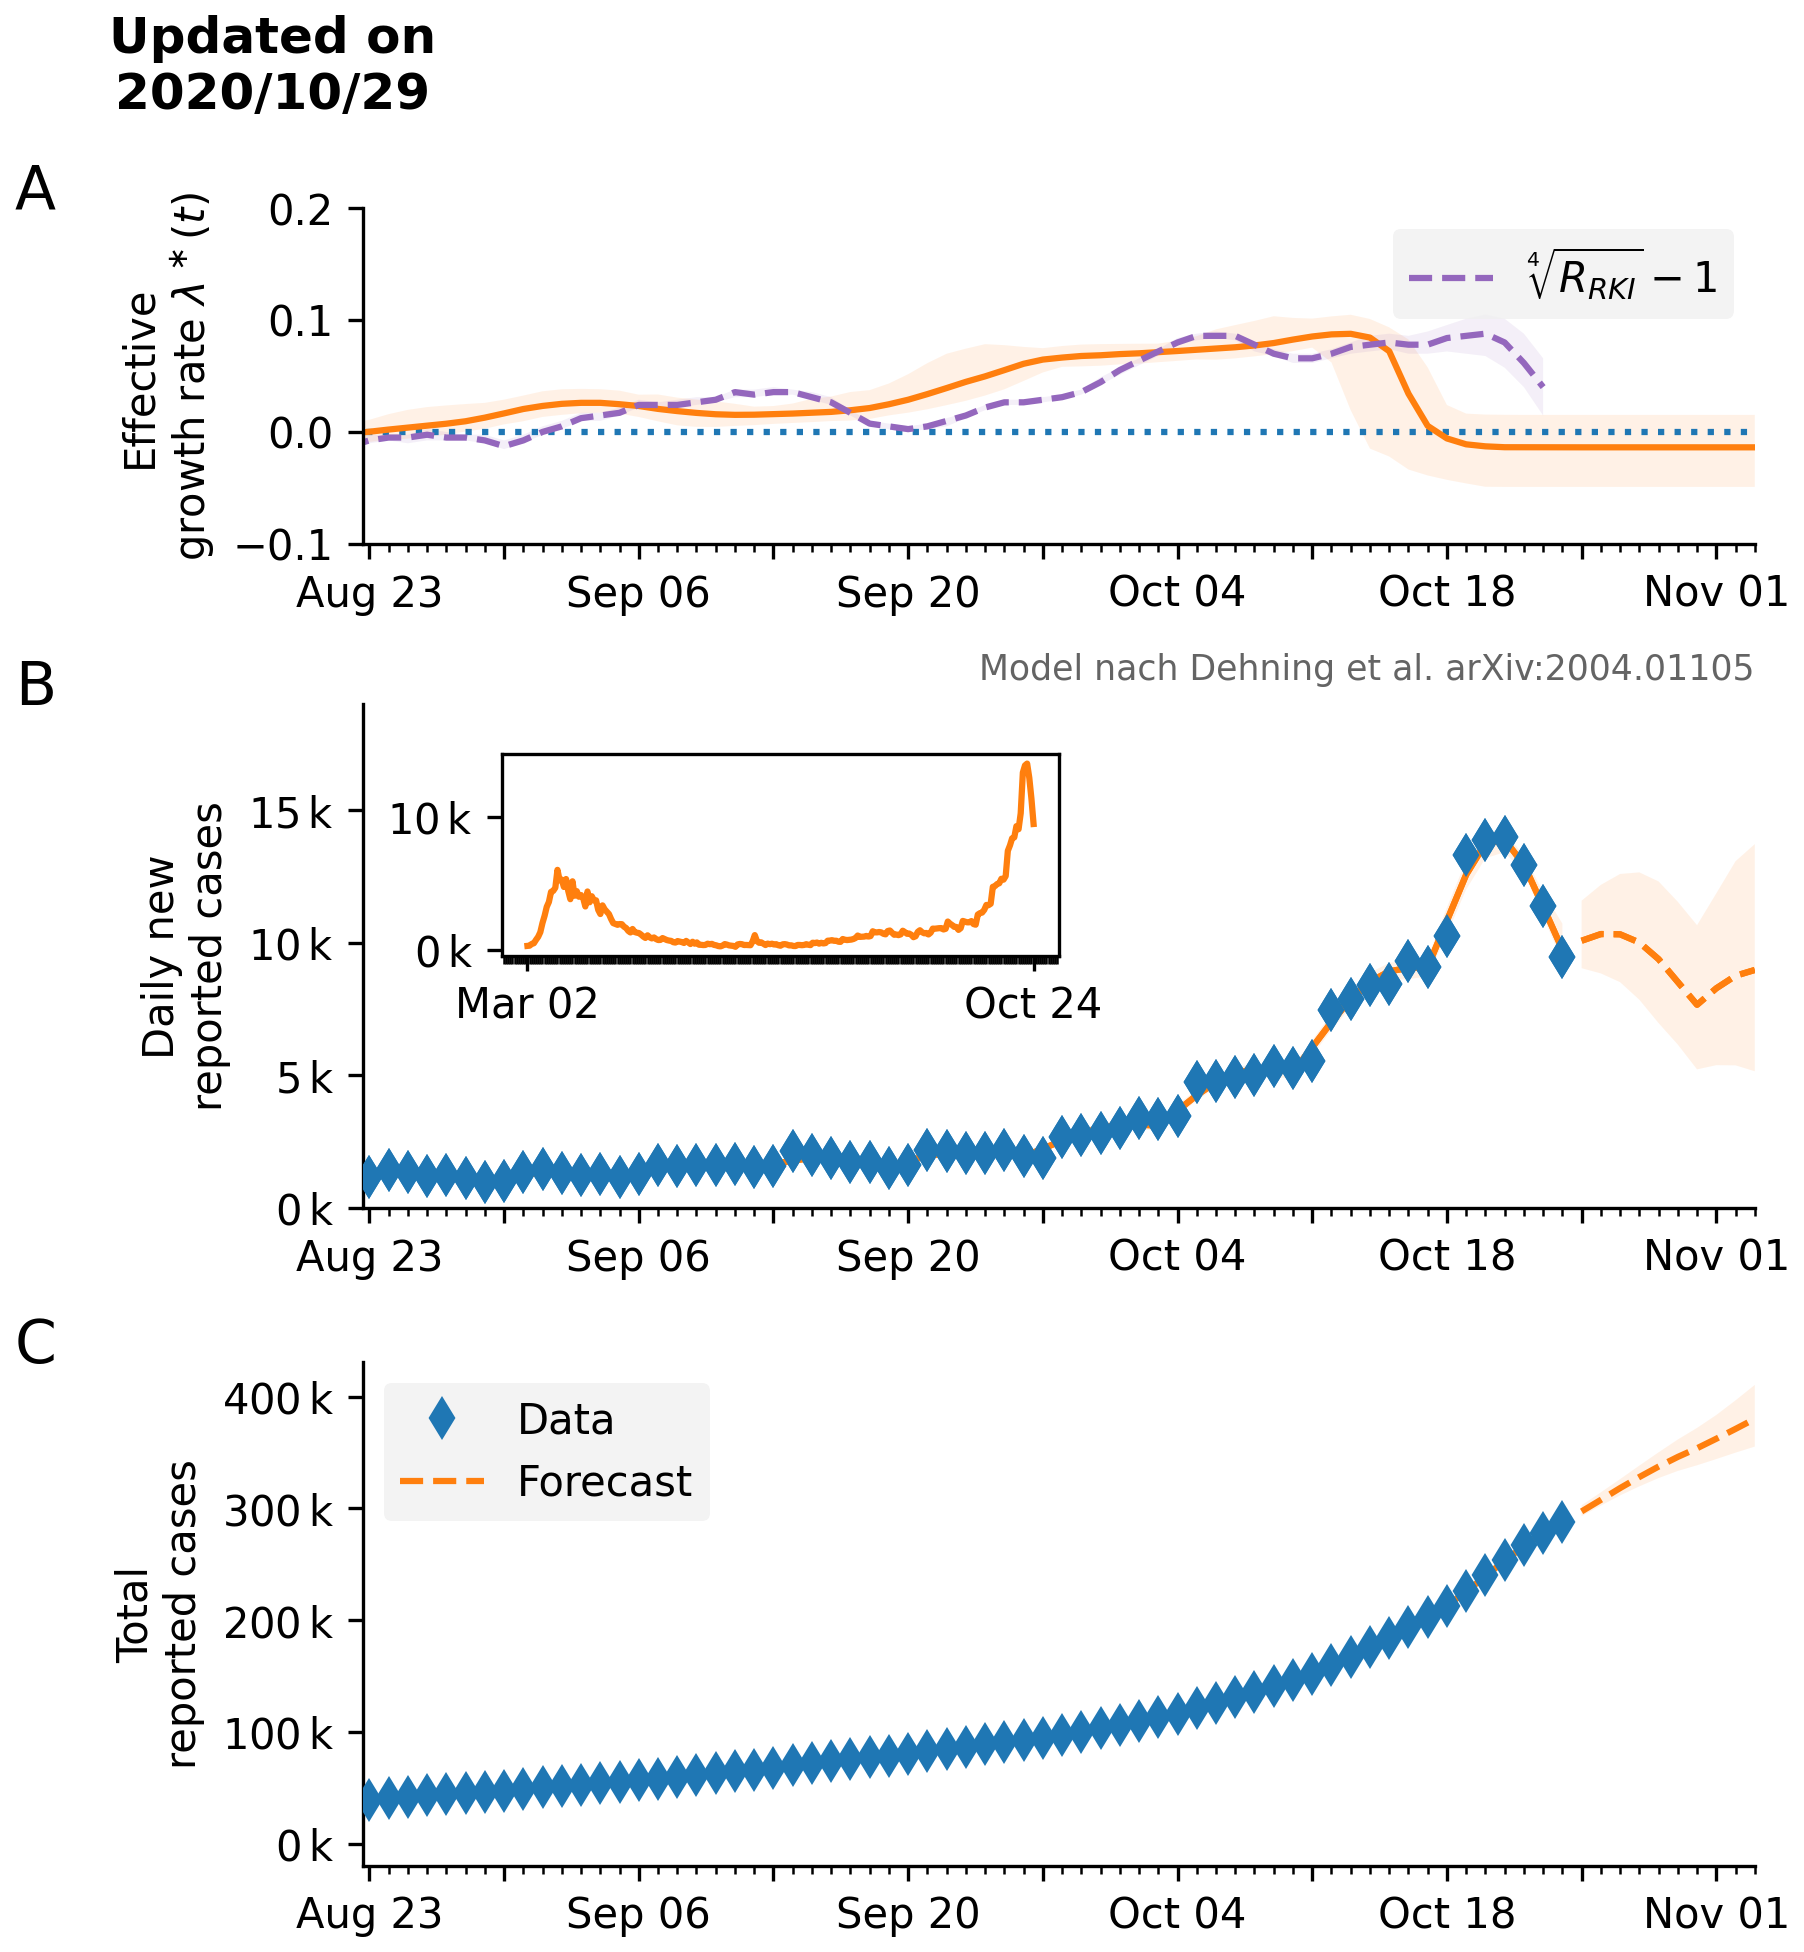 Updated on
2020/10/29
A
Effective
growth rate λ * (t)
0.2
0.1
0.0
−0.1
∜R_RKI − 1
Aug 23 Sep 06 Sep 20 Oct 04 Oct 18 Nov 01
Model nach Dehning et al. arXiv:2004.01105
B
Daily new
reported cases
15 k
10 k
5 k
0 k
10 k
0 k
Mar 02 Oct 24
Aug 23 Sep 06 Sep 20 Oct 04 Oct 18 Nov 01
C
Total
reported cases
400 k
300 k
200 k
100 k
0 k
Data
Forecast
Aug 23 Sep 06 Sep 20 Oct 04 Oct 18 Nov 01